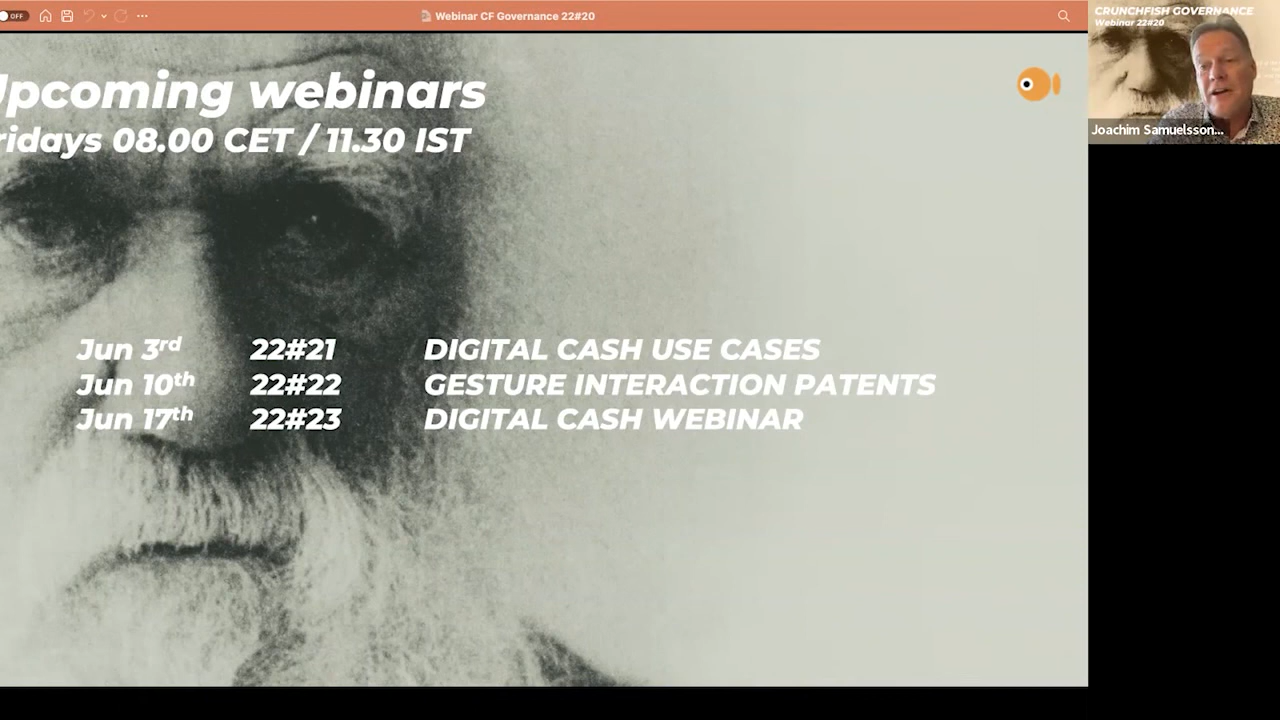 OFF
Webinar CF Governance 22#20
CRUNCHFISH GOVERNANCE
Webinar 22#20
Joachim Samuelsson...
Upcoming webinars
ridays 08.00 CET / 11.30 IST
Jun 3rd 22#21 DIGITAL CASH USE CASES
Jun 10th 22#22 GESTURE INTERACTION PATENTS
Jun 17th 22#23 DIGITAL CASH WEBINAR